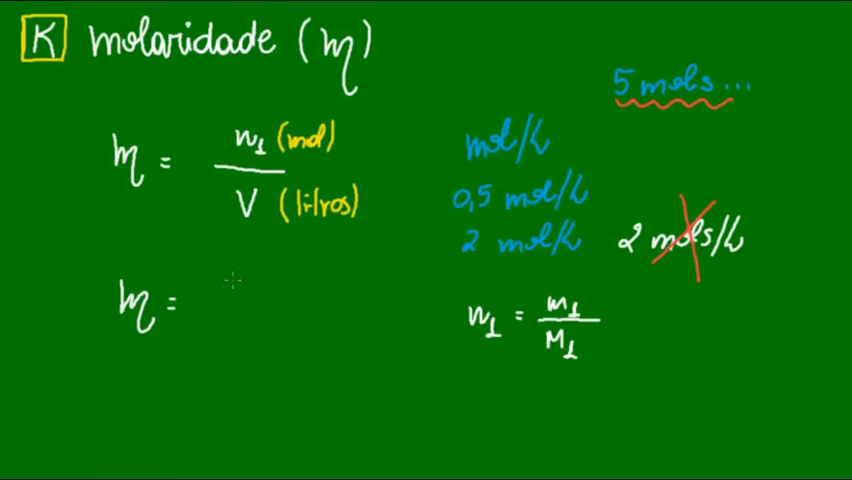 K molaridade (m)
5 mols...
m = n1 (mol) / V (litros)
mol/L
0,5 mol/L
2 mol/L
2 mols/L
m =
n1 = m1 / M1